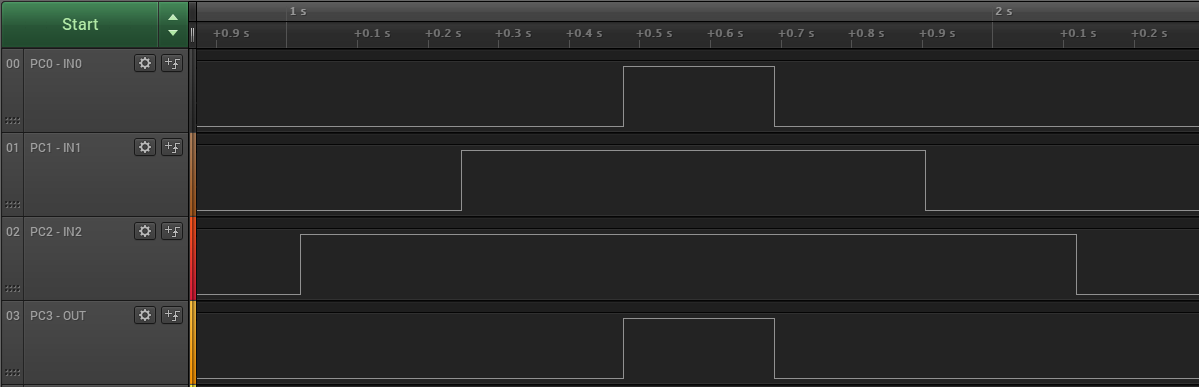 Start
1 s
2 s
+0.9 s
+0.1 s
+0.2 s
+0.3 s
+0.4 s
+0.5 s
+0.6 s
+0.7 s
+0.8 s
+0.9 s
+0.1 s
+0.2 s
00 PC0 - IN0
01 PC1 - IN1
02 PC2 - IN2
03 PC3 - OUT